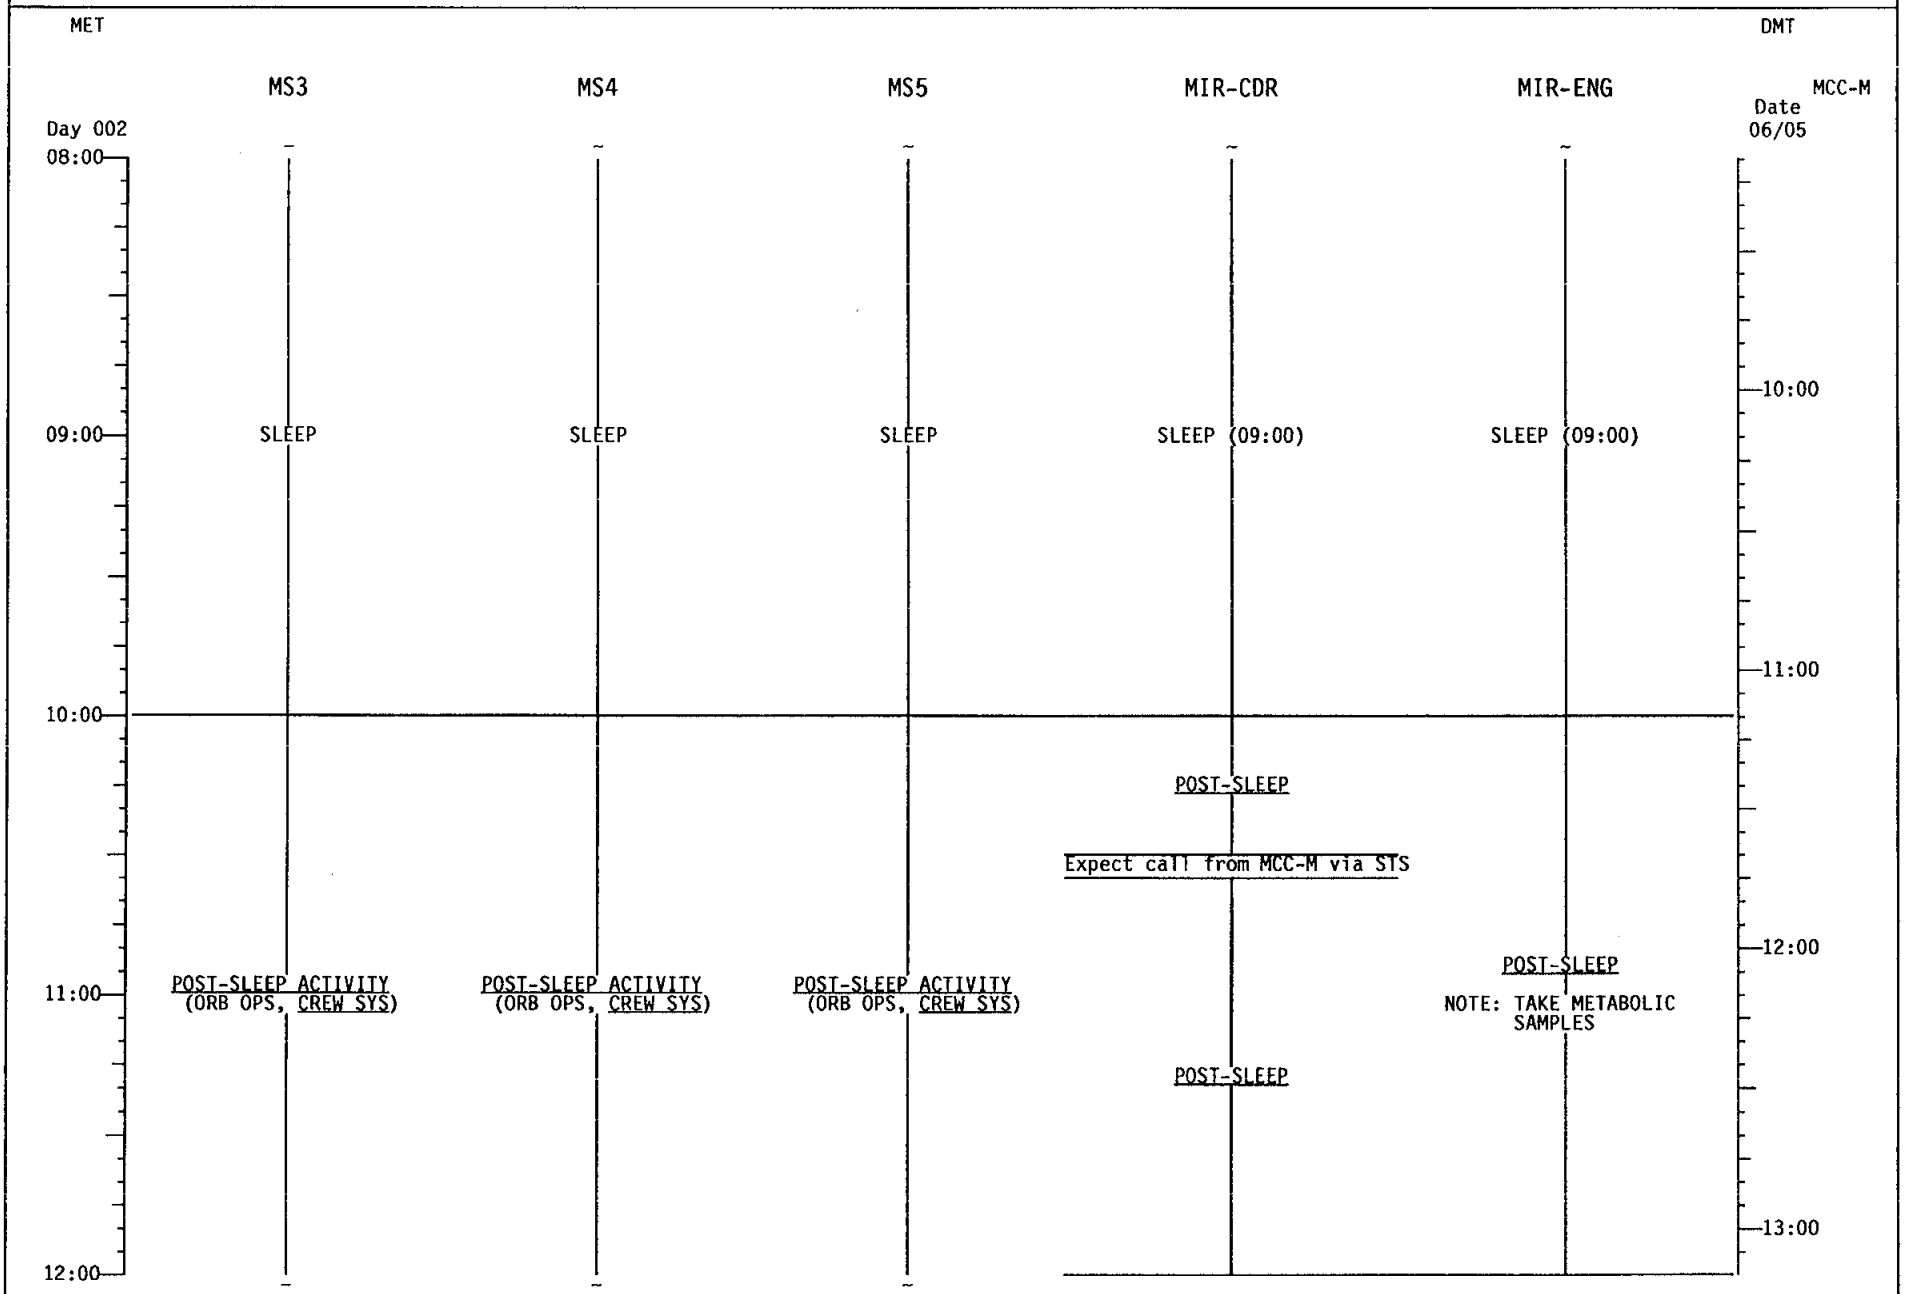 MET DMT
MS3 MS4 MS5 MIR-CDR MIR-ENG MCC-M
Date
Day 002 06/05
~ ~ ~ ~ ~
08:00
10:00
09:00 SLEEP SLEEP SLEEP SLEEP (09:00) SLEEP (09:00)
11:00
10:00
POST-SLEEP
Expect call from MCC-M via STS
12:00
POST-SLEEP
POST-SLEEP ACTIVITY POST-SLEEP ACTIVITY POST-SLEEP ACTIVITY
11:00 (ORB OPS, CREW SYS) (ORB OPS, CREW SYS) (ORB OPS, CREW SYS) NOTE: TAKE METABOLIC
SAMPLES
POST-SLEEP
13:00
12:00
~ ~ ~